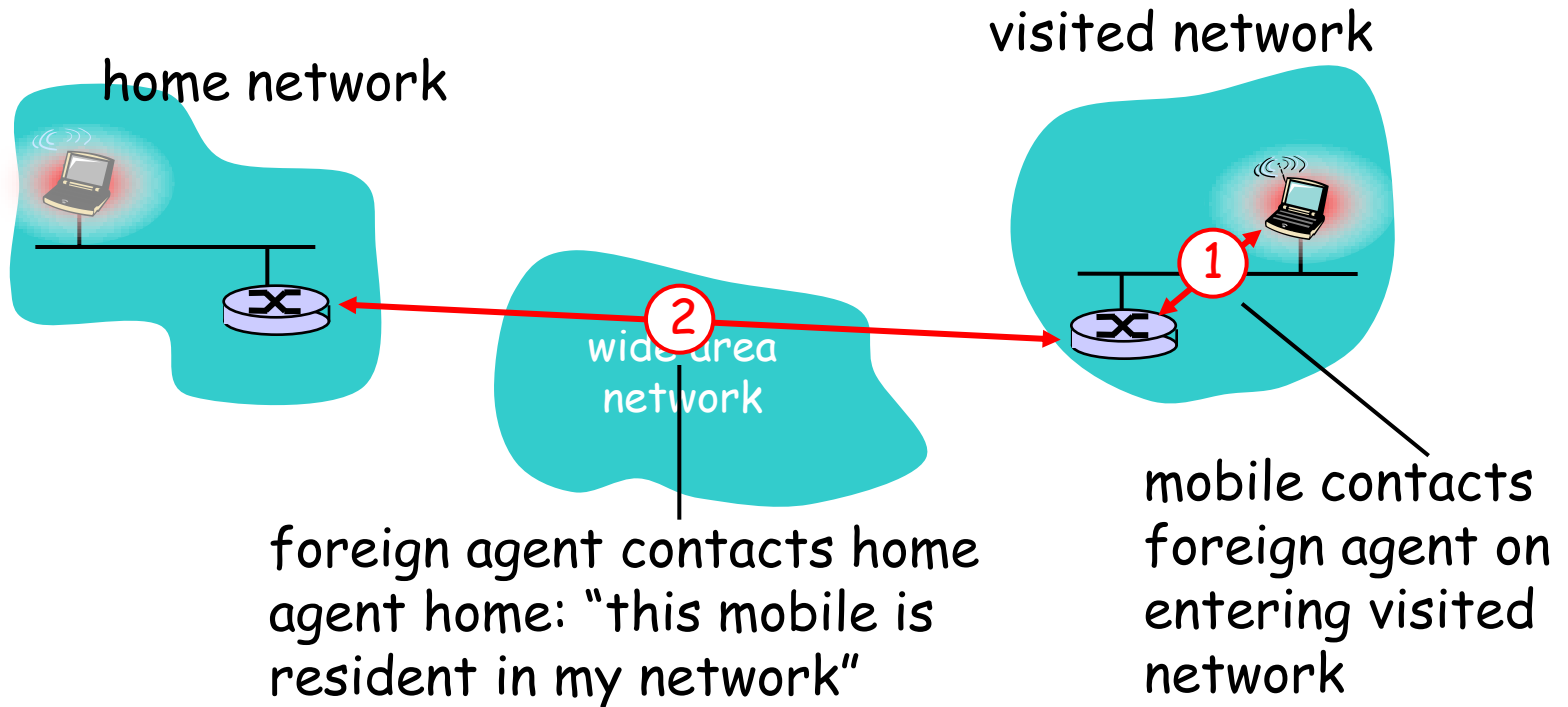 visited network
home network
1
2
wide area
network
mobile contacts
foreign agent on
entering visited
network
foreign agent contacts home
agent home: “this mobile is
resident in my network”